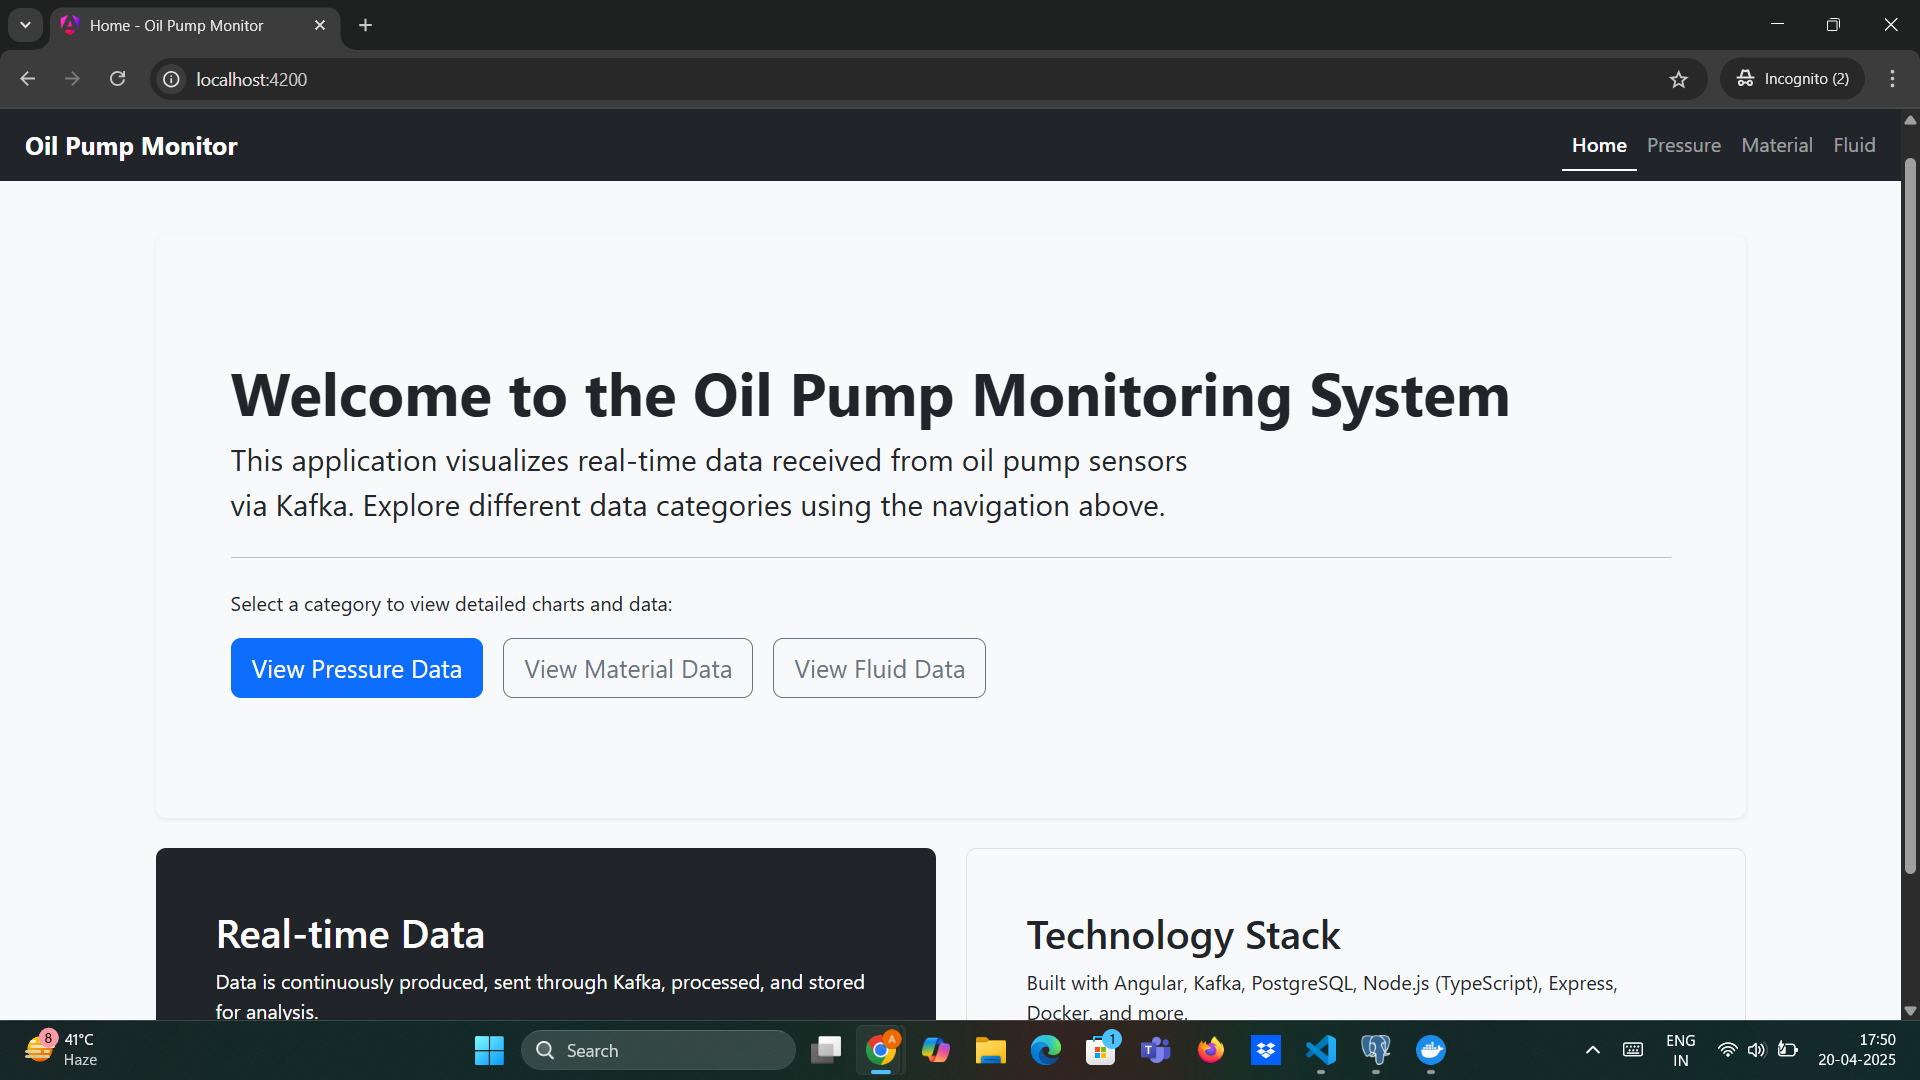 Home - Oil Pump Monitor
localhost:4200
Incognito (2)
Oil Pump Monitor
Home Pressure Material Fluid
Welcome to the Oil Pump Monitoring System
This application visualizes real-time data received from oil pump sensors
via Kafka. Explore different data categories using the navigation above.
Select a category to view detailed charts and data:
View Pressure Data View Material Data View Fluid Data
Real-time Data
Data is continuously produced, sent through Kafka, processed, and stored
for analysis.
Technology Stack
Built with Angular, Kafka, PostgreSQL, Node.js (TypeScript), Express,
Docker, and more.
8
41°C
Haze
Search
A
1
T
ENG
IN
17:50
20-04-2025